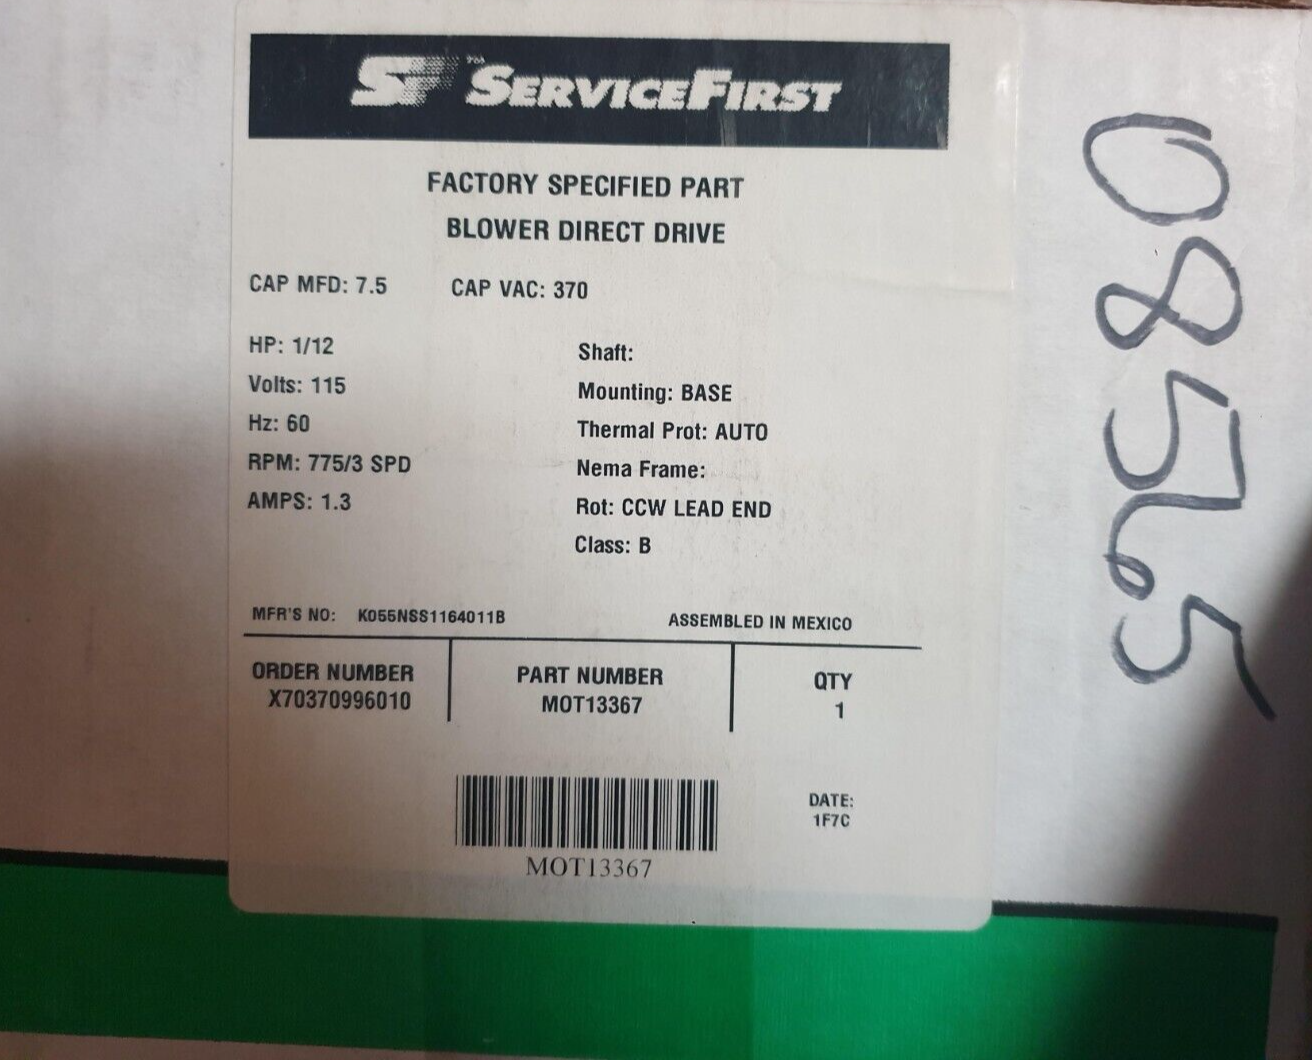 SF™ SERVICEFIRST
FACTORY SPECIFIED PART
BLOWER DIRECT DRIVE
CAP MFD: 7.5 CAP VAC: 370
HP: 1/12 Shaft:
Volts: 115 Mounting: BASE
Hz: 60 Thermal Prot: AUTO
RPM: 775/3 SPD Nema Frame:
AMPS: 1.3 Rot: CCW LEAD END
Class: B
MFR'S NO: K055NSS1164011B ASSEMBLED IN MEXICO
ORDER NUMBER PART NUMBER QTY
X70370996010 MOT13367 1
DATE:
1F7C
MOT13367
08565